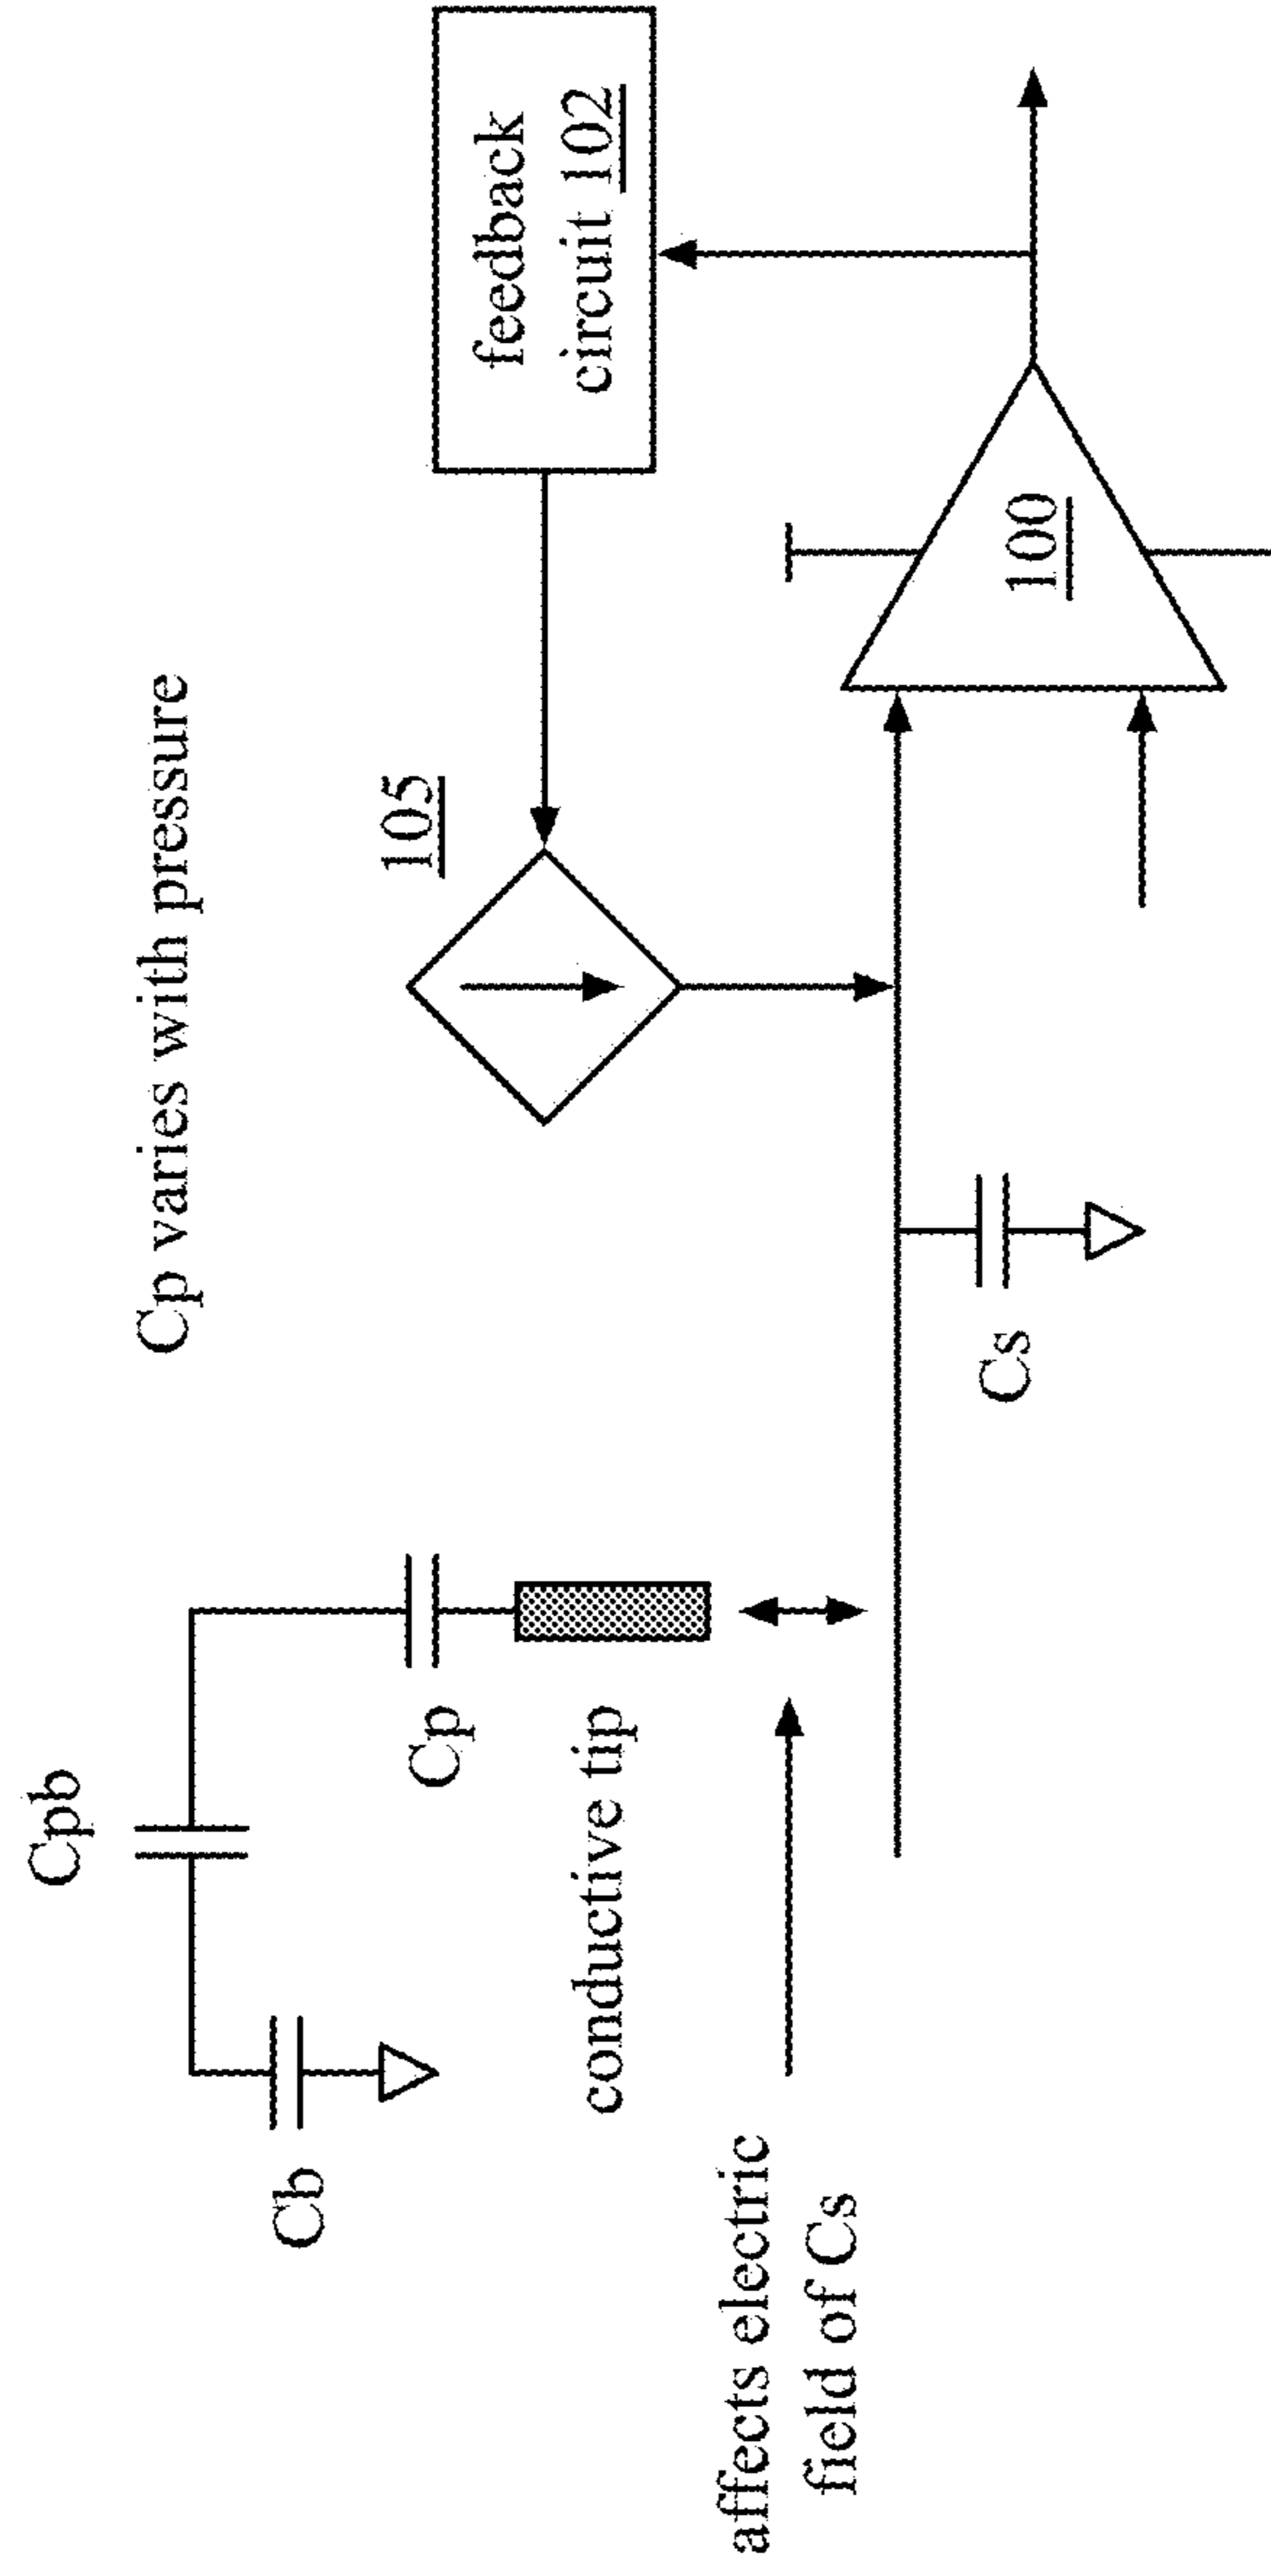 Cpb
Cp varies with pressure
Cb
Cp
105
feedback
circuit 102
conductive tip
affects electric
field of Cs
Cs
100